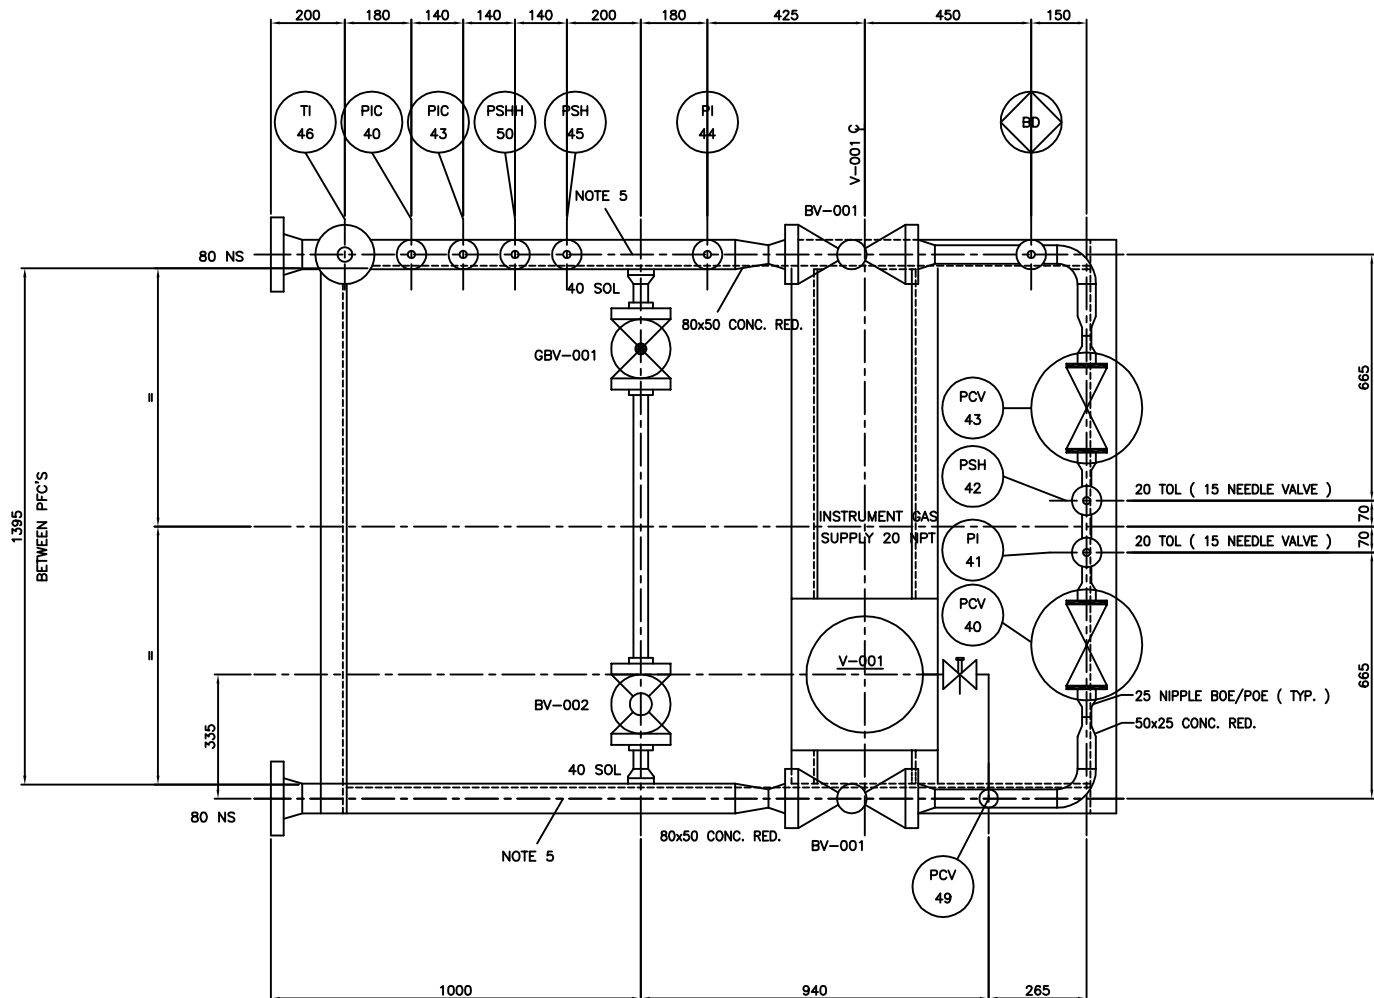 200 180 140 140 140 200 180 425 450 150
TI
46
PIC
40
PIC
43
PSHH
50
PSH
45
PI
44
V-001 C
BD
NOTE 5
BV-001
80 NS
40 SOL
80x50 CONC. RED.
GBV-001
PCV
43
665
PSH
42
20 TOL ( 15 NEEDLE VALVE )
70
=
1395
BETWEEN PFC'S
INSTRUMENT GAS
SUPPLY 20 NPT
PI
41
70
20 TOL ( 15 NEEDLE VALVE )
PCV
40
=
V-001
665
25 NIPPLE BOE/POE ( TYP. )
BV-002
50x25 CONC. RED.
335
40 SOL
80 NS
80x50 CONC. RED.
BV-001
NOTE 5
PCV
49
1000 940 265